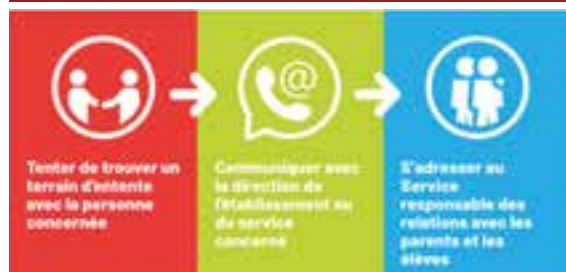 @
Tenter de trouver un
terrain d'entente
avec la personne
concernée
Communiquer avec
la direction de
l'établissement ou
du service
concerné
S'adresser au
Service
responsable des
relations avec les
parents et les
élèves